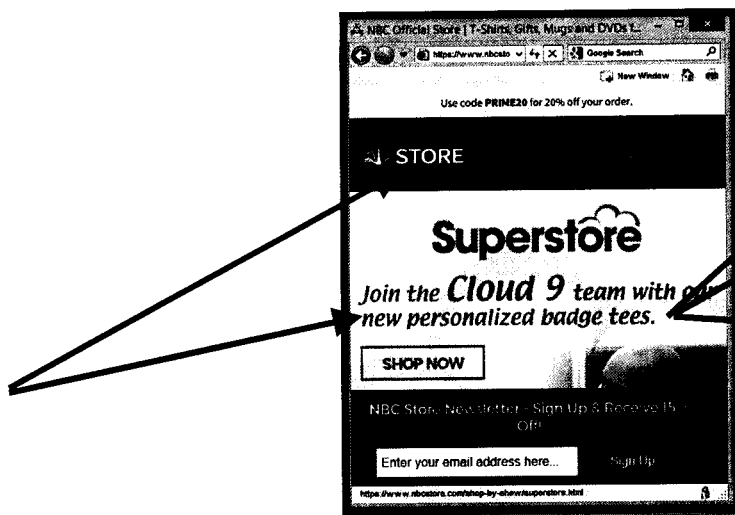 NBC Official Store | T-Shirts, Gifts, Mugs and DVDs
https://www.nbcsto
Google Search
New Window
Use code PRIME20 for 20% off your order.
STORE
Superstore
Join the Cloud 9 team with our
new personalized badge tees.
SHOP NOW
NBC Store Newsletter - Sign Up & Receive 15
Off!
Enter your email address here...
Sign Up
https://www.nbcstore.com/shop-by-show/superstore.html